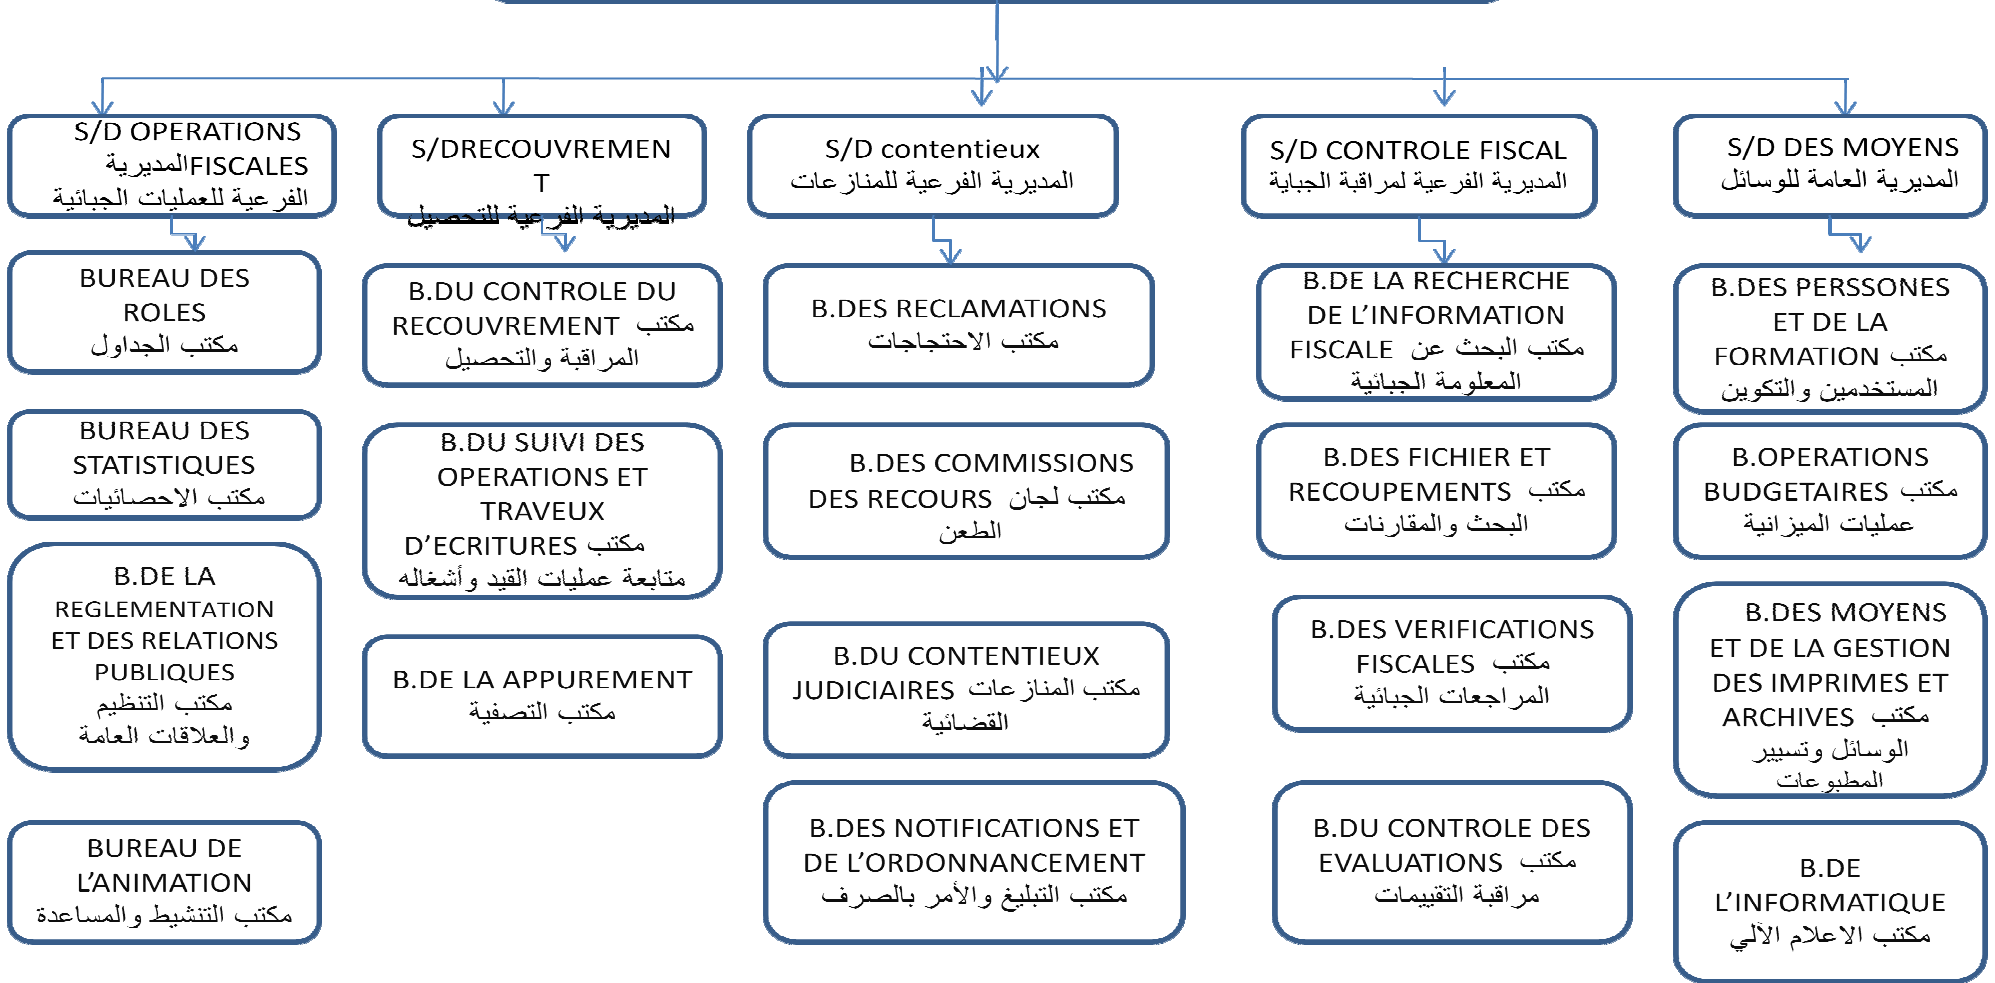 S/D OPERATIONS
FISCALESالمديرية
الفرعية للعمليات الجبائية
BUREAU DES
ROLES
مكتب الجداول
BUREAU DES
STATISTIQUES
مكتب الاحصائيات
B.DE LA
REGLEMENTATION
ET DES RELATIONS
PUBLIQUES
مكتب التنظيم
والعلاقات العامة
BUREAU DE
L'ANIMATION
مكتب التنشيط والمساعدة
S/DRECOUVREMEN
T
المديرية الفرعية للتحصيل
B.DU CONTROLE DU
RECOUVREMENT مكتب
المراقبة والتحصيل
B.DU SUIVI DES
OPERATIONS ET
TRAVEUX
D'ECRITURES مكتب
متابعة عمليات القيد وأشغاله
B.DE LA APPUREMENT
مكتب التصفية
S/D contentieux
المديرية الفرعية للمنازعات
B.DES RECLAMATIONS
مكتب الاحتجاجات
B.DES COMMISSIONS
DES RECOURS مكتب لجان
الطعن
B.DU CONTENTIEUX
JUDICIAIRES مكتب المنازعات
القضائية
B.DES NOTIFICATIONS ET
DE L'ORDONNANCEMENT
مكتب التبليغ والأمر بالصرف
S/D CONTROLE FISCAL
المديرية الفرعية لمراقبة الجباية
B.DE LA RECHERCHE
DE L'INFORMATION
FISCALE مكتب البحث عن
المعلومة الجبائية
B.DES FICHIER ET
RECOUPEMENTS مكتب
البحث والمقارنات
B.DES VERIFICATIONS
FISCALES مكتب
المراجعات الجبائية
B.DU CONTROLE DES
EVALUATIONS مكتب
مراقبة التقييمات
S/D DES MOYENS
المديرية العامة للوسائل
B.DES PERSSONES
ET DE LA
FORMATION مكتب
المستخدمين والتكوين
B.OPERATIONS
BUDGETAIRES مكتب
عمليات الميزانية
B.DES MOYENS
ET DE LA GESTION
DES IMPRIMES ET
ARCHIVES مكتب
الوسائل وتسيير
المطبوعات
B.DE
L'INFORMATIQUE
مكتب الاعلام الألي